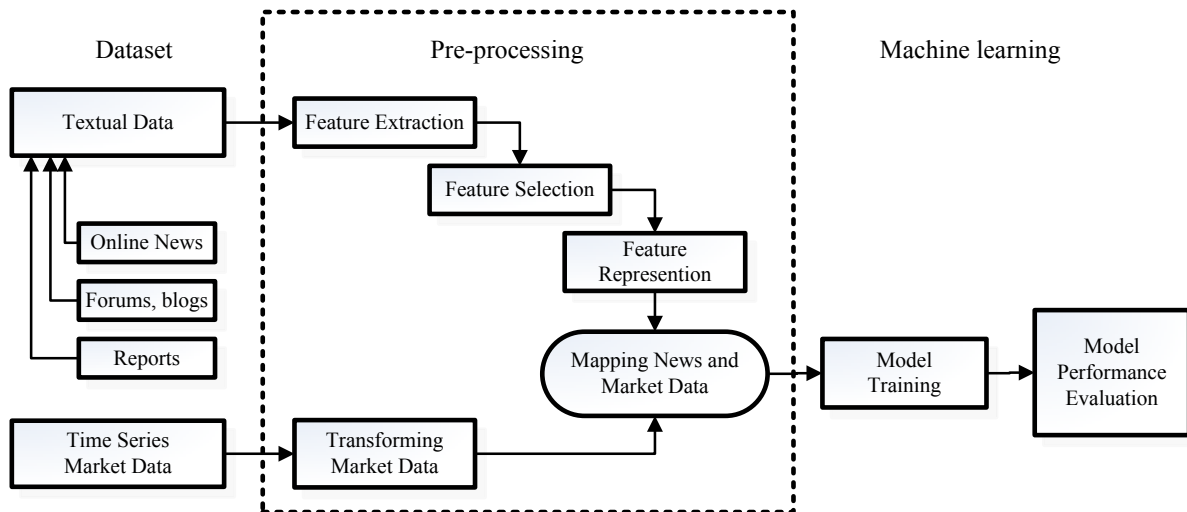 Dataset
Pre-processing
Machine learning
Textual Data
Feature Extraction
Feature Selection
Online News
Feature
Represention
Forums, blogs
Reports
Mapping News and
Market Data
Model
Training
Model
Performance
Evaluation
Time Series
Market Data
Transforming
Market Data